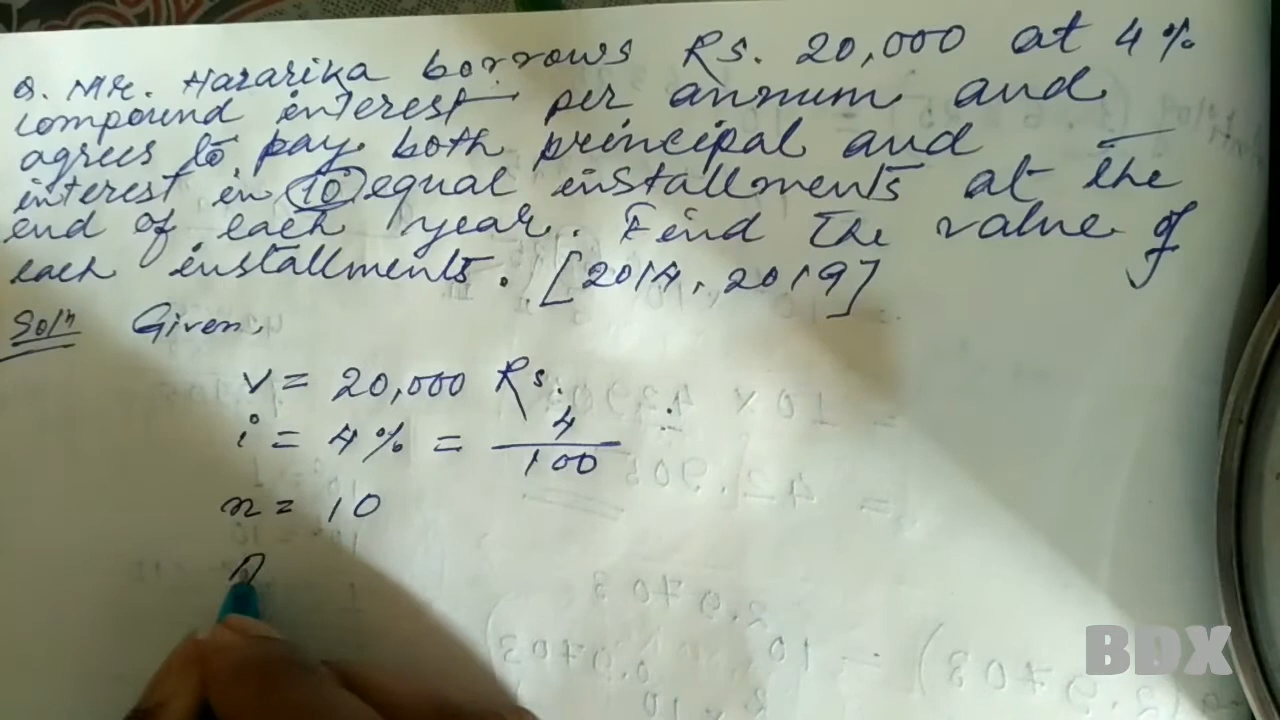 Q. Mr. Hazarika borrows Rs. 20,000 at 4%
compound interest per annum and
agrees to pay both principal and
interest in 10 equal installments at the
end of each year. Find the value of
each installments. [2014, 2019]
Soln Given,
V = 20,000 Rs.
i = 4% = 4/100
n = 10
BDX